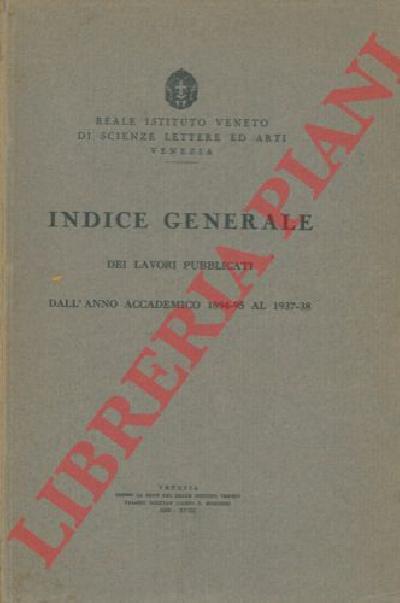 REALE ISTITUTO VENETO
DI SCIENZE LETTERE ED ARTI
VENEZIA
INDICE GENERALE
DEI LAVORI PUBBLICATI
DALL'ANNO ACCADEMICO 1894-95 AL 1937-38
VENEZIA
LIBRERIA PIANI